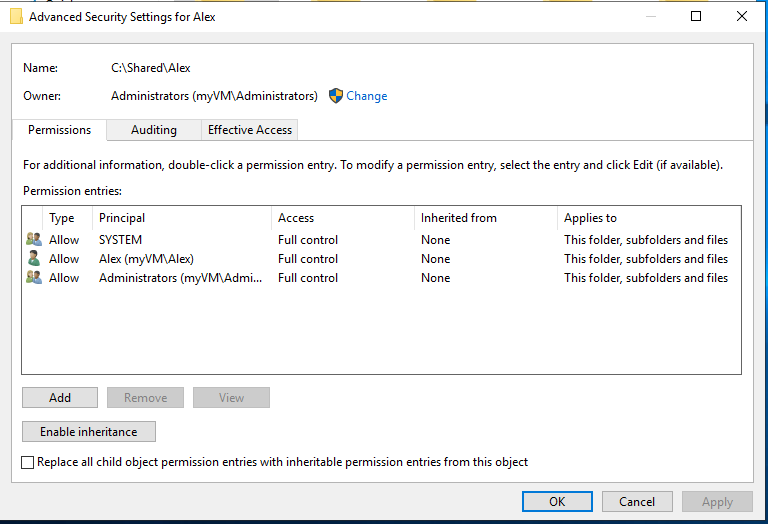 Advanced Security Settings for Alex
Name: C:\Shared\Alex
Owner: Administrators (myVM\Administrators) Change
Permissions Auditing Effective Access
For additional information, double-click a permission entry. To modify a permission entry, select the entry and click Edit (if available).
Permission entries:
Type Principal Access Inherited from Applies to
Allow SYSTEM Full control None This folder, subfolders and files
Allow Alex (myVM\Alex) Full control None This folder, subfolders and files
Allow Administrators (myVM\Admi... Full control None This folder, subfolders and files
Add Remove View
Enable inheritance
Replace all child object permission entries with inheritable permission entries from this object
OK Cancel Apply